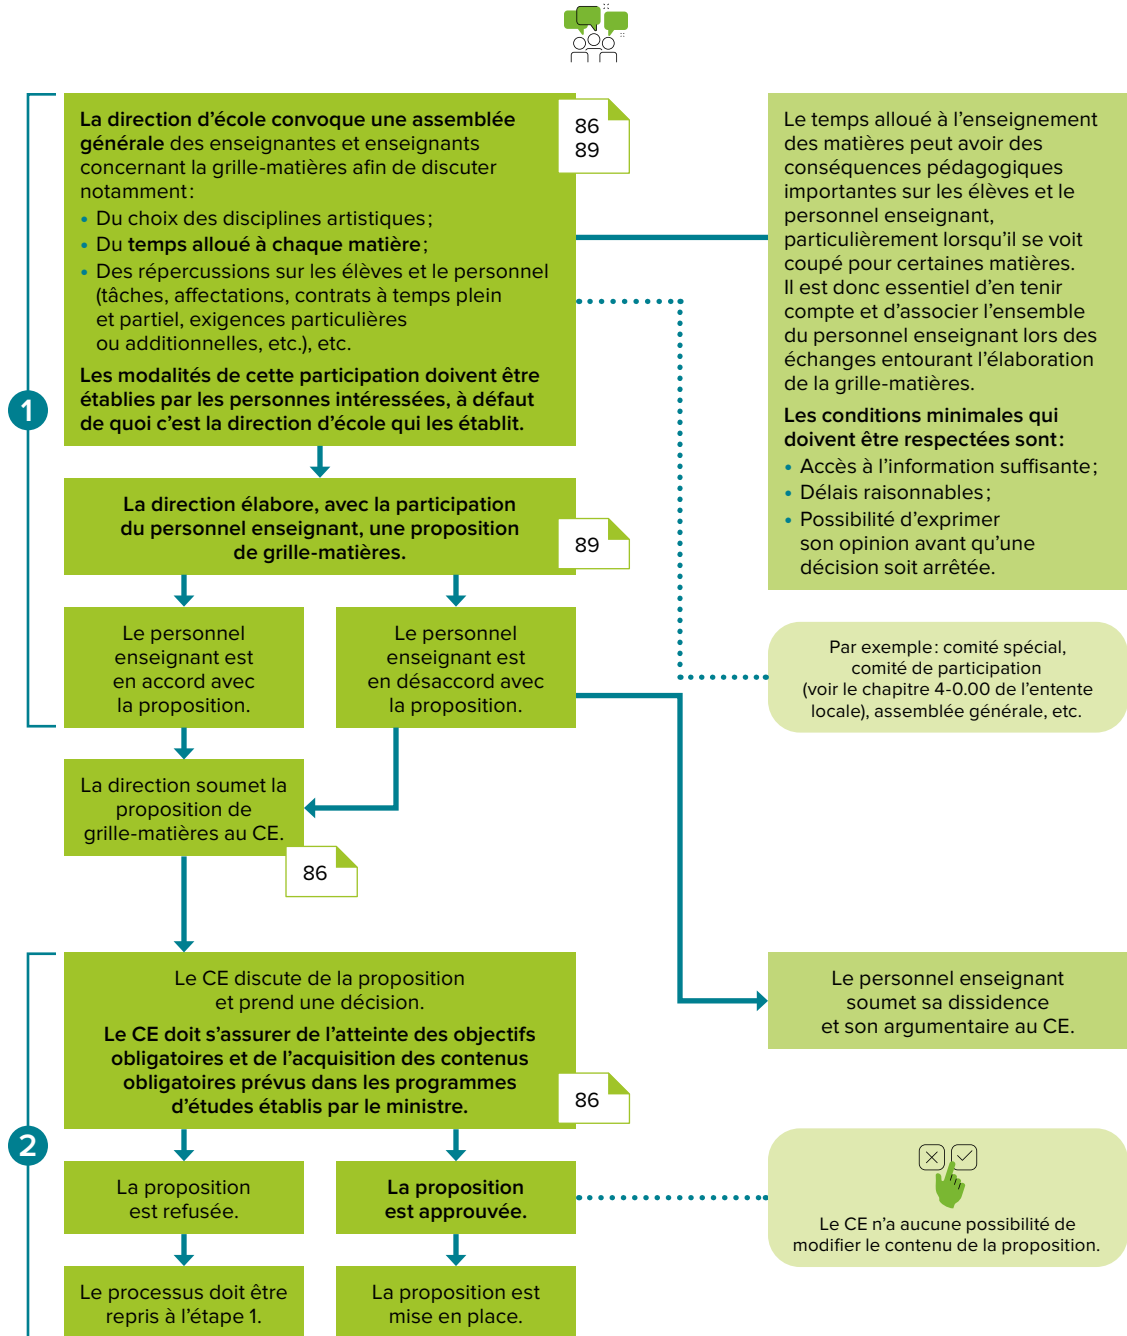 La direction d'école convoque une assemblée
générale des enseignantes et enseignants
concernant la grille-matières afin de discuter
notamment :
• Du choix des disciplines artistiques ;
• Du temps alloué à chaque matière ;
• Des répercussions sur les élèves et le personnel
(tâches, affectations, contrats à temps plein
et partiel, exigences particulières
ou additionnelles, etc.), etc.
Les modalités de cette participation doivent être
établies par les personnes intéressées, à défaut
de quoi c'est la direction d'école qui les établit.
86
89
Le temps alloué à l'enseignement
des matières peut avoir des
conséquences pédagogiques
importantes sur les élèves et le
personnel enseignant,
particulièrement lorsqu'il se voit
coupé pour certaines matières.
Il est donc essentiel d'en tenir
compte et d'associer l'ensemble
du personnel enseignant lors des
échanges entourant l'élaboration
de la grille-matières.
Les conditions minimales qui
doivent être respectées sont :
• Accès à l'information suffisante ;
• Délais raisonnables ;
• Possibilité d'exprimer
son opinion avant qu'une
décision soit arrêtée.
1
La direction élabore, avec la participation
du personnel enseignant, une proposition
de grille-matières.
89
Le personnel
enseignant est
en accord avec
la proposition.
Le personnel
enseignant est
en désaccord avec
la proposition.
Par exemple : comité spécial,
comité de participation
(voir le chapitre 4-0.00 de l'entente
locale), assemblée générale, etc.
La direction soumet la
proposition de
grille-matières au CE.
86
Le CE discute de la proposition
et prend une décision.
Le CE doit s'assurer de l'atteinte des objectifs
obligatoires et de l'acquisition des contenus
obligatoires prévus dans les programmes
d'études établis par le ministre.
86
Le personnel enseignant
soumet sa dissidence
et son argumentaire au CE.
2
La proposition
est refusée.
La proposition
est approuvée.
Le CE n'a aucune possibilité de
modifier le contenu de la proposition.
Le processus doit être
repris à l'étape 1.
La proposition est
mise en place.